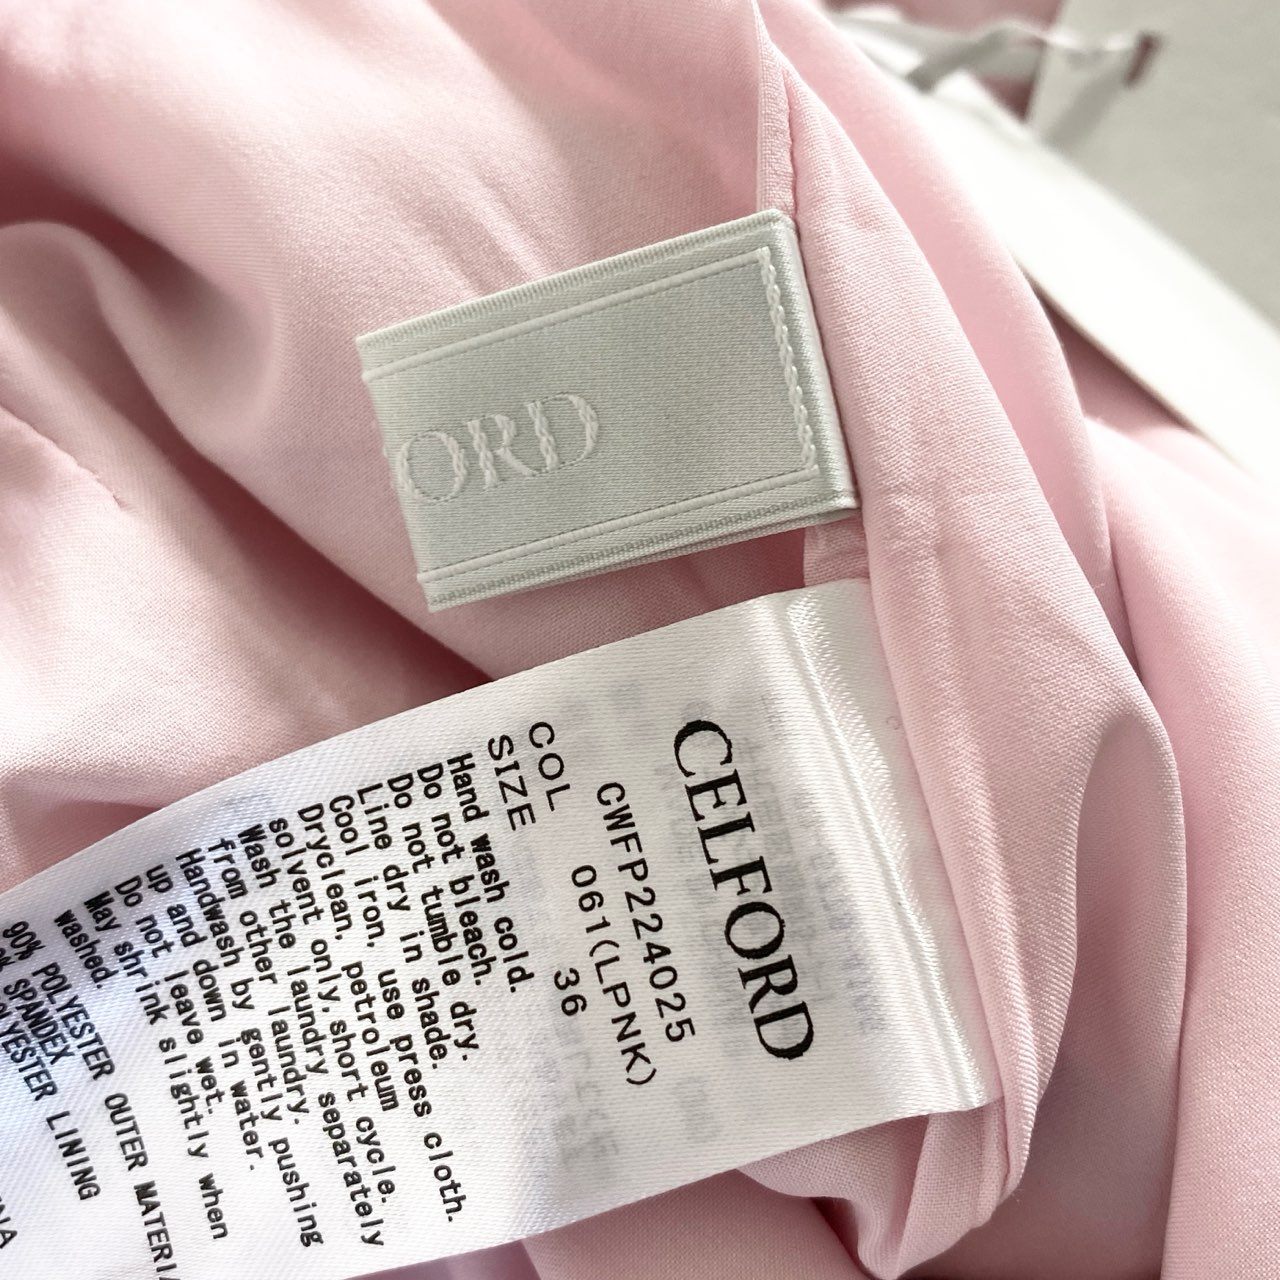 ORD
CELFORD
CWFP224025
COL 061(LPNK)
SIZE 36
Hand wash cold.
Do not bleach.
Do not tumble dry.
Line dry in shade.
Cool iron, use press cloth.
Dryclean, petroleum
solvent only, short cycle.
Wash the laundry separately
from other laundry.
Handwash by gently pushing
up and down in water.
Do not leave wet.
May shrink slightly when
washed.
90% POLYESTER OUTER MATERI
SPANDEX
LINING